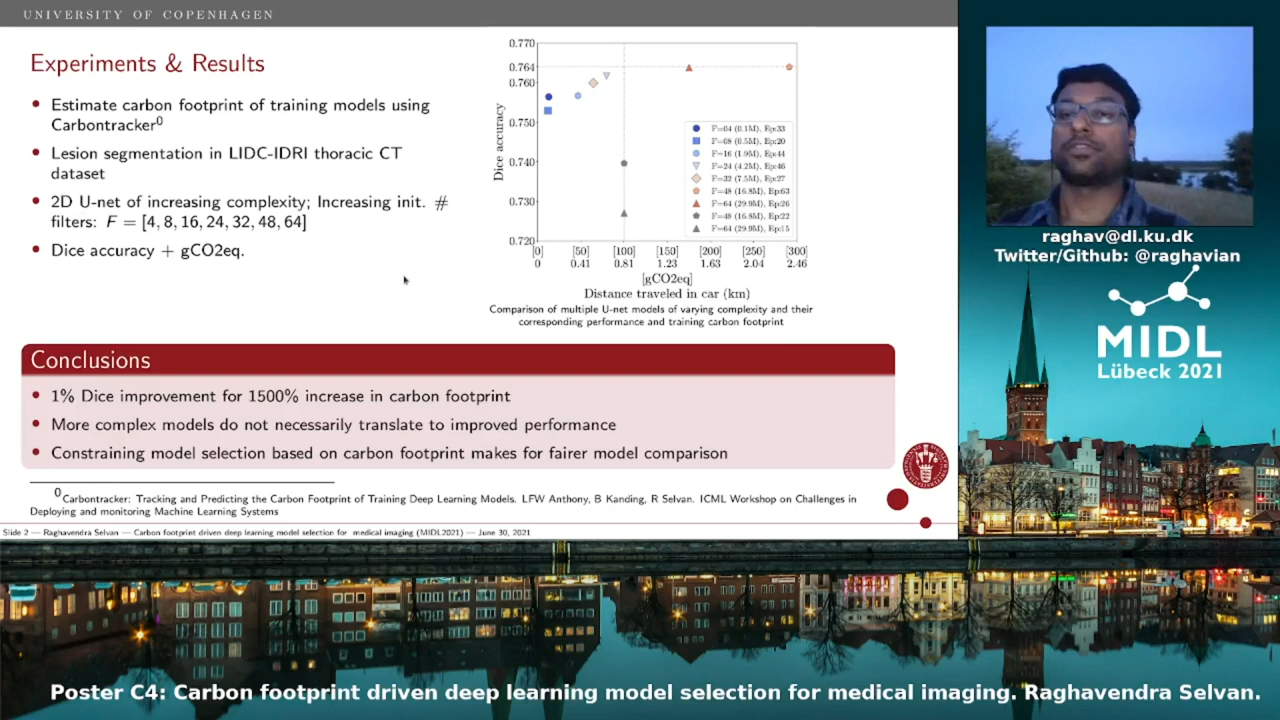 UNIVERSITY OF COPENHAGEN
Experiments & Results
• Estimate carbon footprint of training models using
Carbontracker⁰
• Lesion segmentation in LIDC-IDRI thoracic CT
dataset
• 2D U-net of increasing complexity; Increasing init. #
filters: F = [4, 8, 16, 24, 32, 48, 64]
• Dice accuracy + gCO2eq.
0.770
0.764
0.760
0.750
0.740
0.730
0.720
Dice accuracy
F=04 (0.1M), Ep:33
F=08 (0.5M), Ep:20
F=16 (1.9M), Ep:44
F=24 (4.2M), Ep:46
F=32 (7.5M), Ep:27
F=48 (16.8M), Ep:63
F=64 (29.9M), Ep:26
F=48 (16.8M), Ep:22
F=64 (29.9M), Ep:15
[0] [50] [100] [150] [200] [250] [300]
0 0.41 0.81 1.23 1.63 2.04 2.46
[gCO2eq]
Distance traveled in car (km)
Comparison of multiple U-net models of varying complexity and their
corresponding performance and training carbon footprint
Conclusions
• 1% Dice improvement for 1500% increase in carbon footprint
• More complex models do not necessarily translate to improved performance
• Constraining model selection based on carbon footprint makes for fairer model comparison
⁰Carbontracker: Tracking and Predicting the Carbon Footprint of Training Deep Learning Models. LFW Anthony, B Kanding, R Selvan. ICML Workshop on Challenges in
Deploying and monitoring Machine Learning Systems
Slide 2 — Raghavendra Selvan — Carbon footprint driven deep learning model selection for medical imaging (MIDL2021) — June 30, 2021
raghav@di.ku.dk
Twitter/Github: @raghavian
MIDL
Lübeck 2021
Poster C4: Carbon footprint driven deep learning model selection for medical imaging. Raghavendra Selvan.